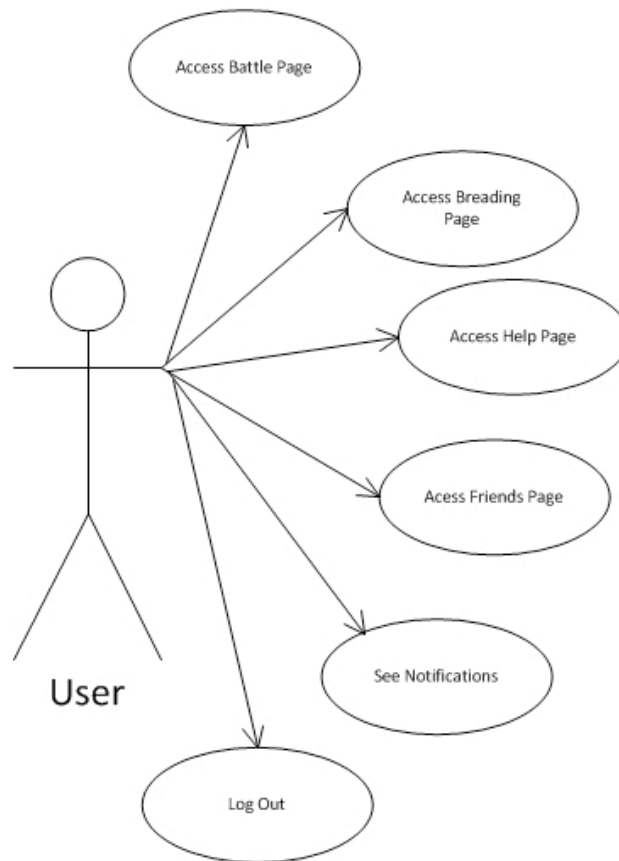 Access Battle Page
Access Breading
Page
Access Help Page
Acess Friends Page
See Notifications
User
Log Out